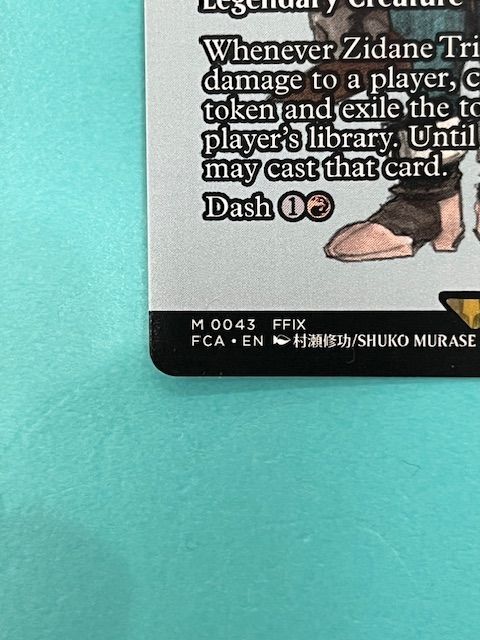 Legendary Creature
Whenever Zidane Tri
damage to a player, c
token and exile the to
player's library. Until
may cast that card.
Dash 1
M 0043 FFIX
FCA • EN 村瀬修功/SHUKO MURASE